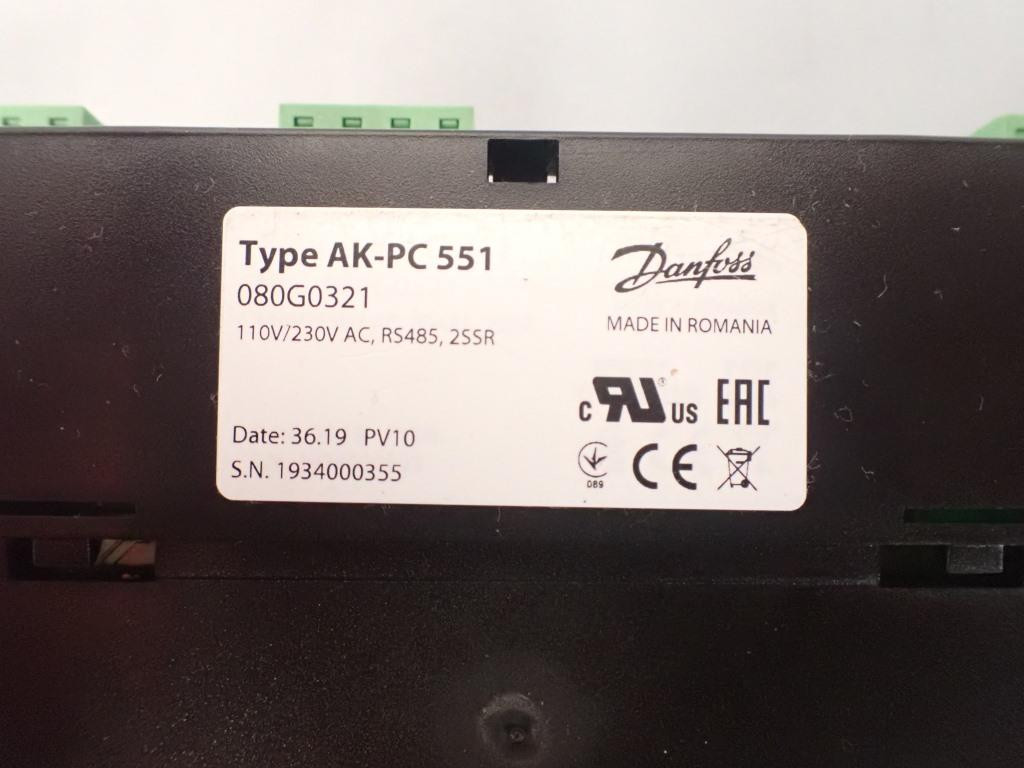 Type AK-PC 551
Danfoss
080G0321
MADE IN ROMANIA
110V/230V AC, RS485, 2SSR
c RU ® US EAC
Date: 36.19 PV10
S.N. 1934000355
089
CE